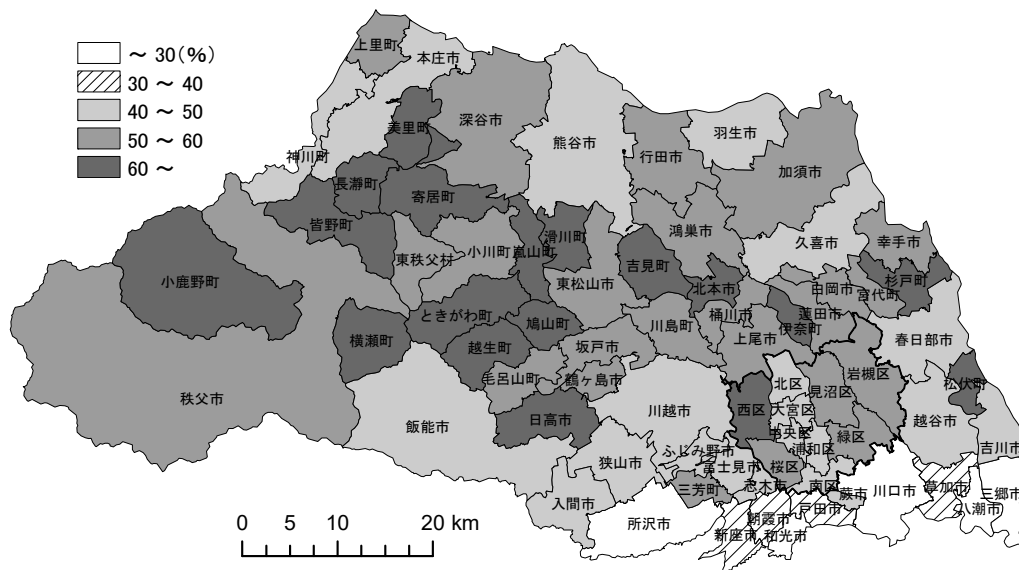 ～ 30(%)
30 ～ 40
40 ～ 50
50 ～ 60
60 ～
上里町
本庄市
美里町
深谷市
熊谷市
羽生市
行田市
加須市
神川町
長瀞町
寄居町
皆野町
小鹿野町
東秩父村
小川町
嵐山町
滑川町
東松山市
吉見町
鴻巣市
北本市
久喜市
幸手市
杉戸町
宮代町
白岡市
蓮田市
伊奈町
桶川市
上尾市
川島町
ときがわ町
鳩山町
横瀬町
越生町
坂戸市
毛呂山町
鶴ヶ島市
秩父市
飯能市
日高市
川越市
西区
北区
大宮区
見沼区
岩槻区
中央区
浦和区
緑区
桜区
南区
春日部市
松伏町
越谷市
吉川市
狭山市
ふじみ野市
富士見市
三芳町
志木市
入間市
所沢市
新座市
朝霞市
和光市
戸田市
蕨市
川口市
草加市
八潮市
三郷市
0 5 10 20 km